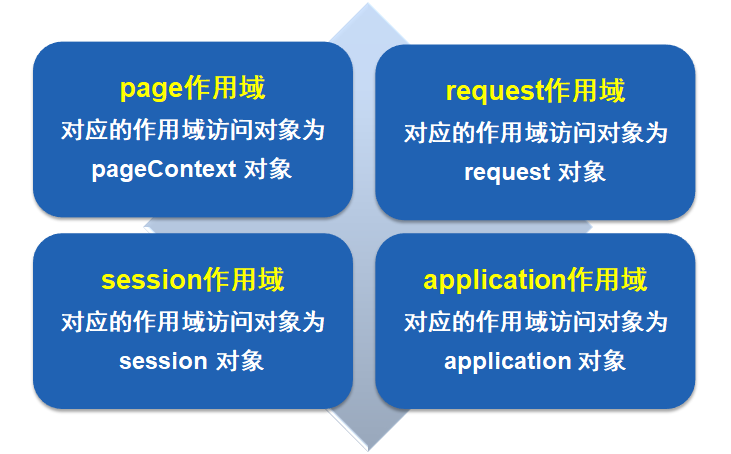 page作用域
对应的作用域访问对象为
pageContext 对象
request作用域
对应的作用域访问对象为
request 对象
session作用域
对应的作用域访问对象为
session 对象
application作用域
对应的作用域访问对象为
application 对象